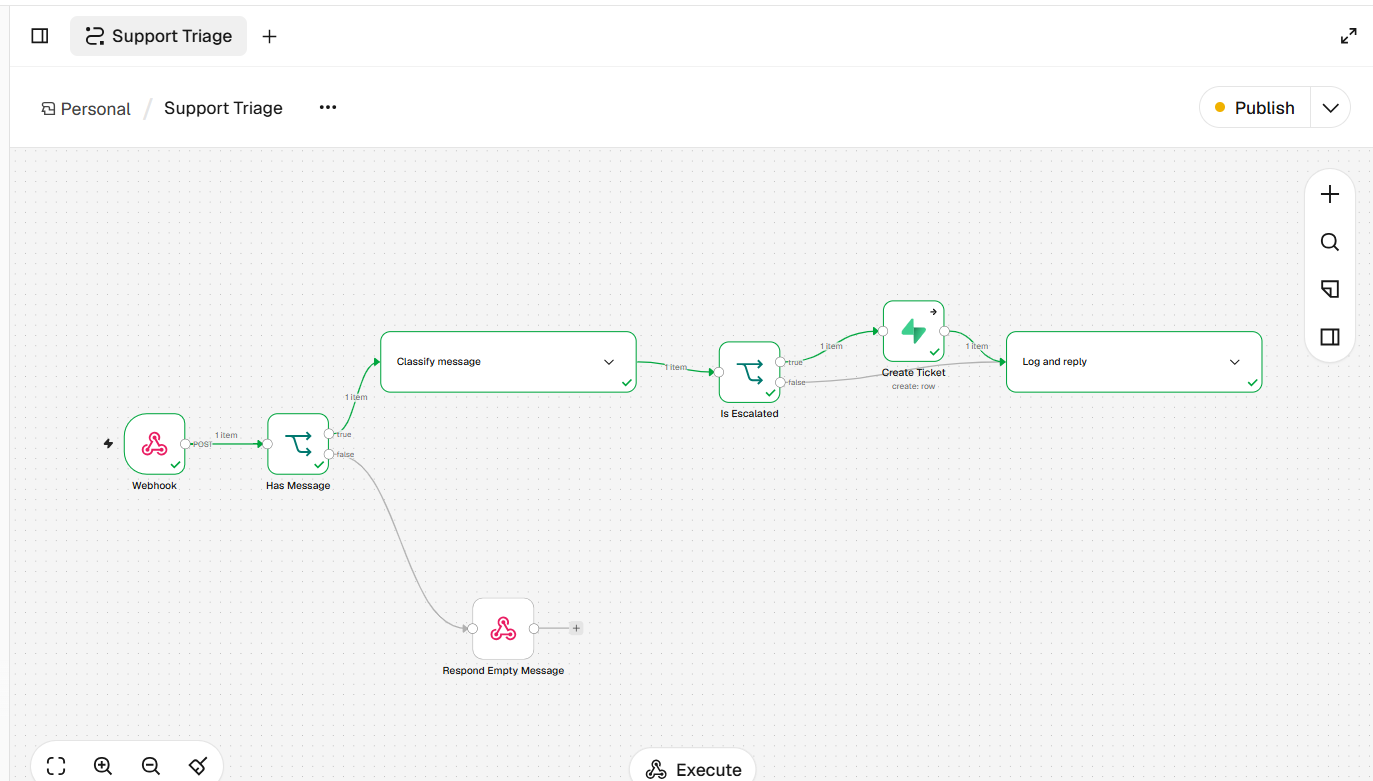 Support Triage
Personal / Support Triage
Publish
Classify message
1 item
Is Escalated
true
false
1 item
Create Ticket
create: row
1 item
Log and reply
Webhook
POST
1 item
Has Message
true
false
1 item
Respond Empty Message
Execute